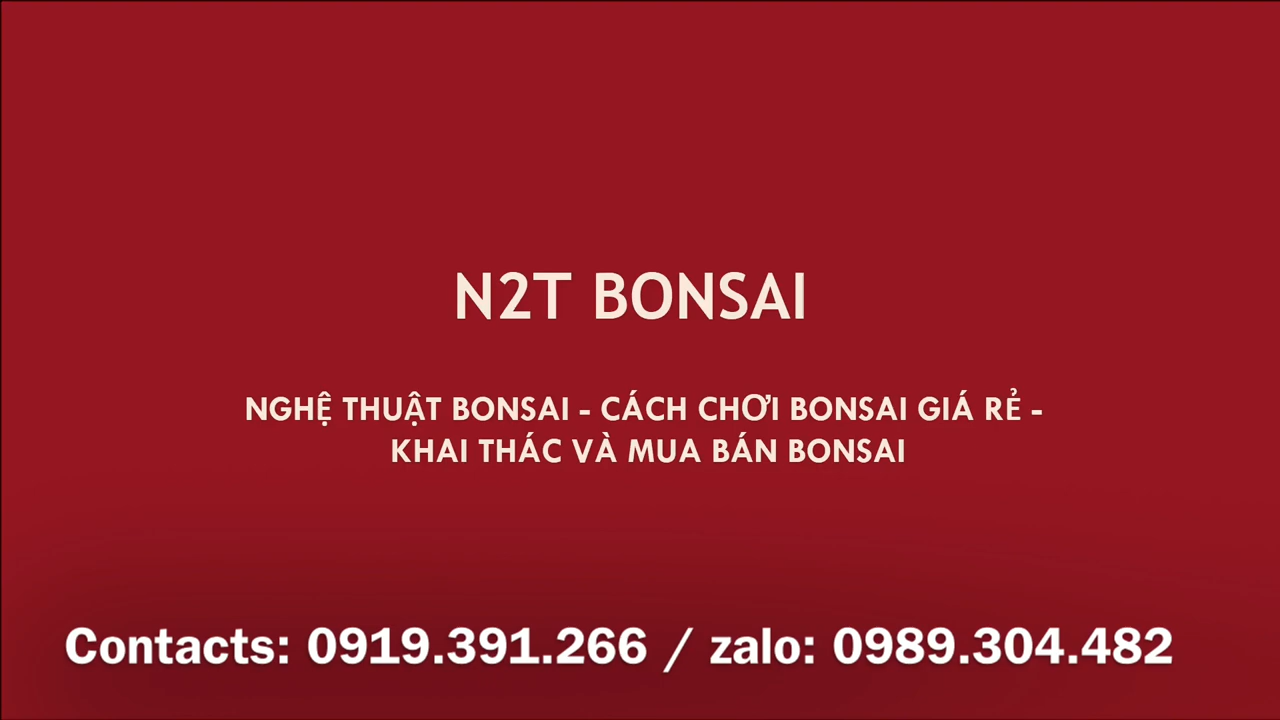 N2T BONSAI
NGHỆ THUẬT BONSAI - CÁCH CHƠI BONSAI GIÁ RẺ -
KHAI THÁC VÀ MUA BÁN BONSAI
Contacts: 0919.391.266 / zalo: 0989.304.482